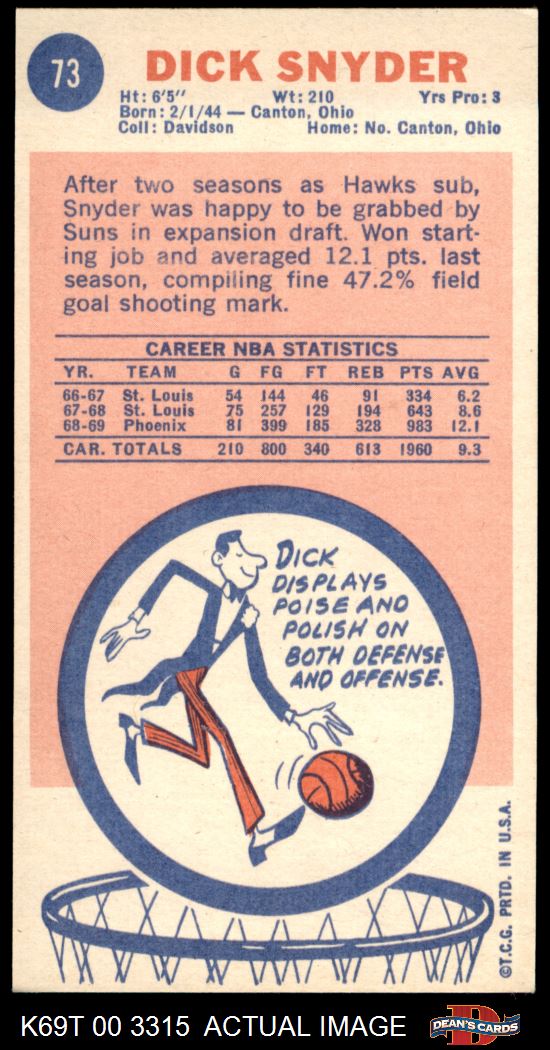 73
DICK SNYDER
Ht: 6'5" Wt: 210 Yrs Pro: 3
Born: 2/1/44 — Canton, Ohio
Coll: Davidson Home: No. Canton, Ohio
After two seasons as Hawks sub,
Snyder was happy to be grabbed by
Suns in expansion draft. Won start-
ing job and averaged 12.1 pts. last
season, compiling fine 47.2% field
goal shooting mark.
CAREER NBA STATISTICS
YR. TEAM G FG FT REB PTS AVG
66-67 St. Louis 54 144 46 91 334 6.2
67-68 St. Louis 75 257 129 194 643 8.6
68-69 Phoenix 81 399 185 328 983 12.1
CAR. TOTALS 210 800 340 613 1960 9.3
DICK
DISPLAYS
POISE AND
POLISH ON
BOTH DEFENSE
AND OFFENSE.
©T.C.G. PRTD. IN U.S.A.
K69T 00 3315 ACTUAL IMAGE
D
DEAN'S CARDS